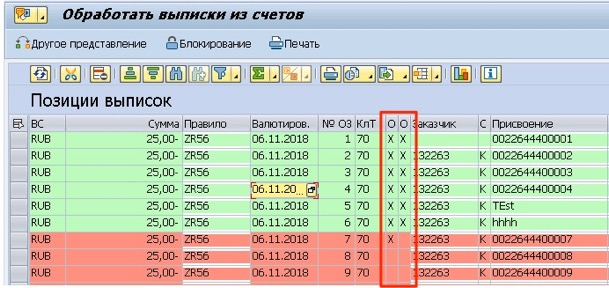 Обработать выписки из счетов
Другое представление Блокирование Печать
Позиции выписок
ВС Сумма Правило Валютиров. № ОЗ КлТ О О Заказчик С Присвоение
RUB 25,00- ZR56 06.11.2018 1 70 X X 0022644400001
RUB 25,00- ZR56 06.11.2018 2 70 X X 132263 K 0022644400002
RUB 25,00- ZR56 06.11.2018 3 70 X X 132263 K 0022644400003
RUB 25,00- ZR56 06.11.20... 4 70 X X 132263 K 0022644400004
RUB 25,00- ZR56 06.11.2018 5 70 X X 132263 K TEst
RUB 25,00- ZR56 06.11.2018 6 70 X X 132263 K hhhh
RUB 25,00- ZR56 06.11.2018 7 70 X 132263 K 0022644400007
RUB 25,00- ZR56 06.11.2018 8 70 132263 K 0022644400008
RUB 25,00- ZR56 06.11.2018 9 70 132263 K 0022644400009